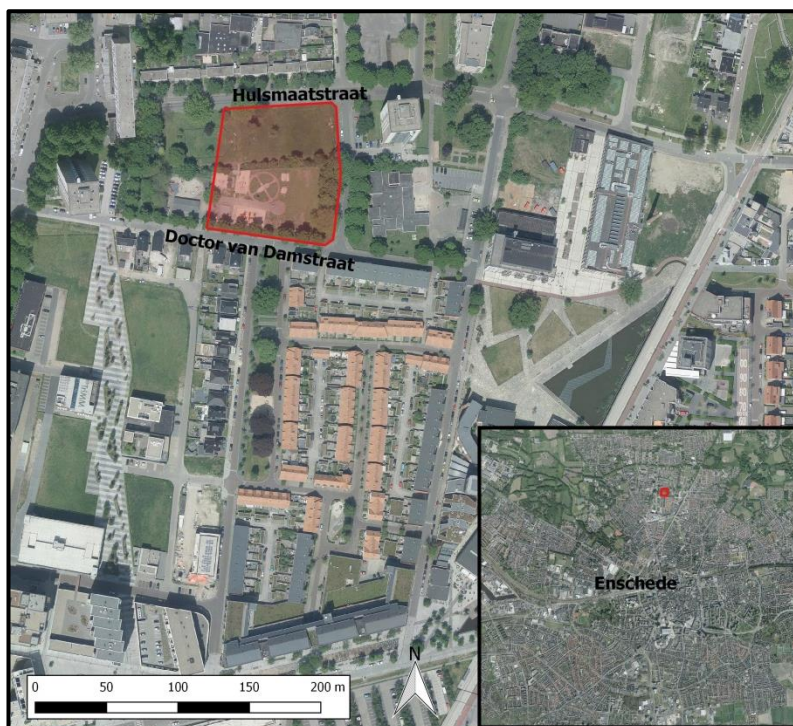 Hulsmaatstraat
Doctor van Damstraat
Enschede
N
0 50 100 150 200 m